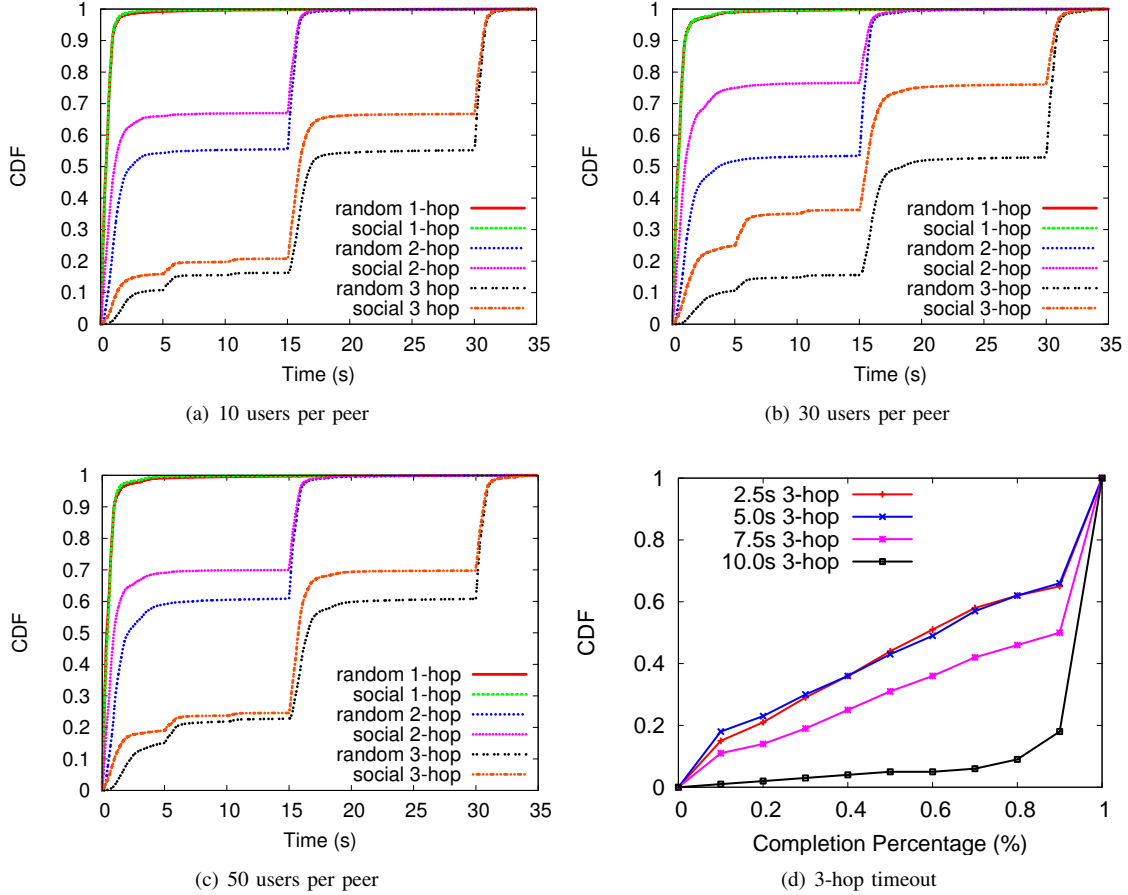 1
0.9
0.8
0.7
0.6
0.5
0.4
0.3
0.2
0.1
0
CDF
random 1-hop
social 1-hop
random 2-hop
social 2-hop
random 3 hop
social 3 hop
0 5 10 15 20 25 30 35
Time (s)
(a) 10 users per peer
1
0.9
0.8
0.7
0.6
0.5
0.4
0.3
0.2
0.1
0
CDF
random 1-hop
social 1-hop
random 2-hop
social 2-hop
random 3-hop
social 3-hop
0 5 10 15 20 25 30 35
Time (s)
(b) 30 users per peer
1
0.9
0.8
0.7
0.6
0.5
0.4
0.3
0.2
0.1
0
CDF
random 1-hop
social 1-hop
random 2-hop
social 2-hop
random 3-hop
social 3-hop
0 5 10 15 20 25 30 35
Time (s)
(c) 50 users per peer
1
0.8
0.6
0.4
0.2
0
CDF
2.5s 3-hop
5.0s 3-hop
7.5s 3-hop
10.0s 3-hop
0 0.2 0.4 0.6 0.8 1
Completion Percentage (%)
(d) 3-hop timeout